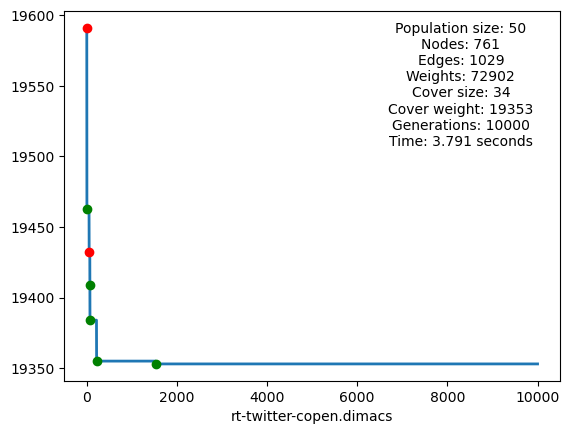 19600
Population size: 50
Nodes: 761
Edges: 1029
Weights: 72902
Cover size: 34
Cover weight: 19353
Generations: 10000
Time: 3.791 seconds
19550
19500
19450
19400
19350
0 2000 4000 6000 8000 10000
rt-twitter-copen.dimacs